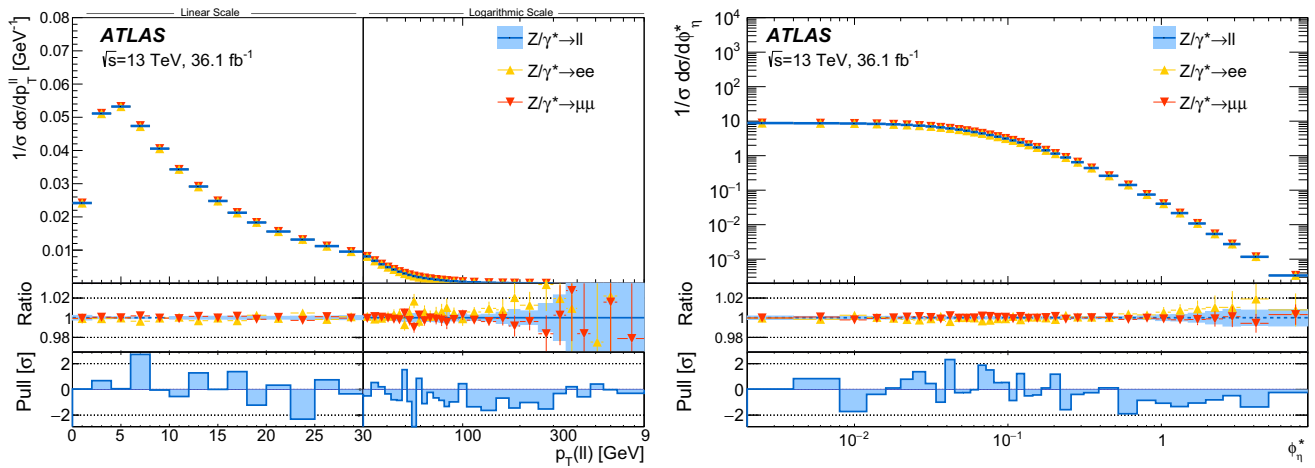 Linear Scale
Logarithmic Scale
ATLAS
√s=13 TeV, 36.1 fb⁻¹
Z/γ*→ll
Z/γ*→ee
Z/γ*→μμ
1/σ dσ/dp_T^ll [GeV⁻¹]
0.08
0.07
0.06
0.05
0.04
0.03
0.02
0.01
Ratio
1.02
1
0.98
Pull [σ]
2
0
−2
0 5 10 15 20 25 30 100 300 9
p_T(ll) [GeV]
ATLAS
√s=13 TeV, 36.1 fb⁻¹
Z/γ*→ll
Z/γ*→ee
Z/γ*→μμ
1/σ dσ/dϕ*_η
10⁴
10³
10²
10
1
10⁻¹
10⁻²
10⁻³
Ratio
1.02
1
0.98
Pull [σ]
2
0
−2
10⁻² 10⁻¹ 1
ϕ*_η